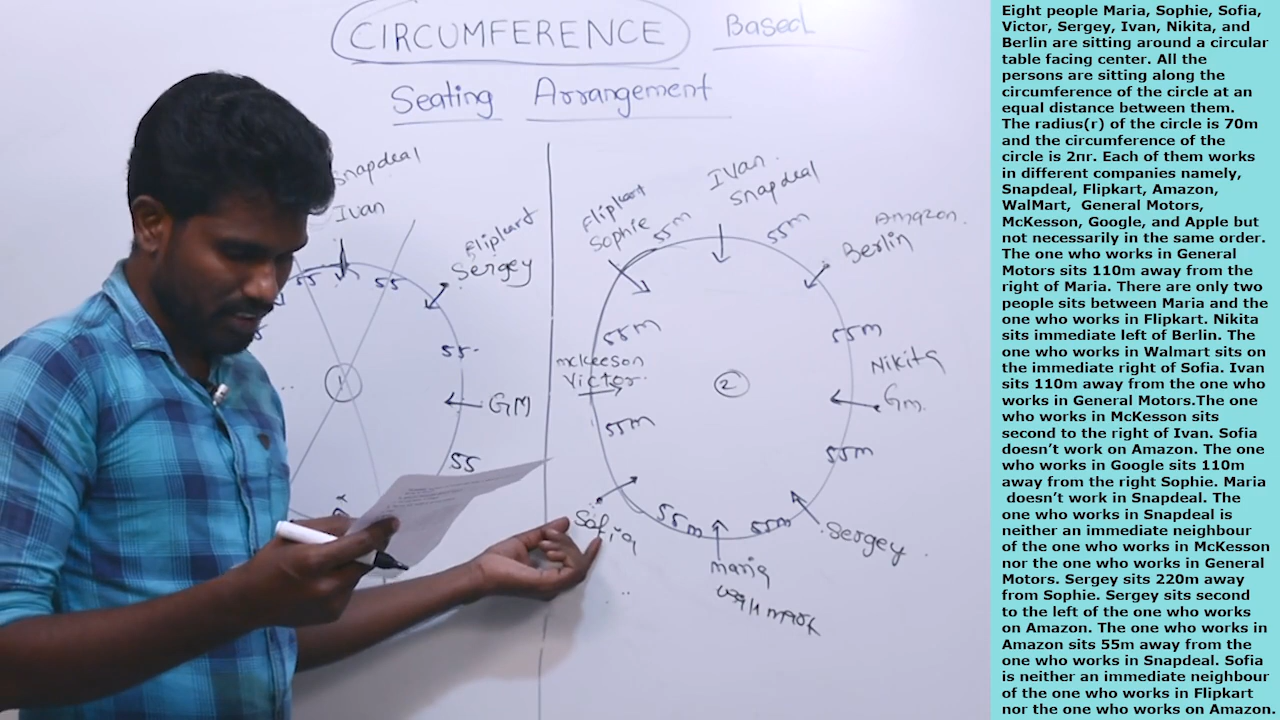 CIRCUMFERENCE Based
Seating Arrangement
Snapdeal
Ivan
Flipkart
Sergey
55
55
55
GM
55
1
Flipkart
Sophie
55m
Ivan
Snapdeal
55m
Amazon
Berlin
55m
55m
McKeeson
Victor
2
Nikita
Gm
55m
55m
Sofia
55m
55m
Maria
Sergey
Eight people Maria, Sophie, Sofia,
Victor, Sergey, Ivan, Nikita, and
Berlin are sitting around a circular
table facing center. All the
persons are sitting along the
circumference of the circle at an
equal distance between them.
The radius(r) of the circle is 70m
and the circumference of the
circle is 2πr. Each of them works
in different companies namely,
Snapdeal, Flipkart, Amazon,
WalMart, General Motors,
McKesson, Google, and Apple but
not necessarily in the same order.
The one who works in General
Motors sits 110m away from the
right of Maria. There are only two
people sits between Maria and the
one who works in Flipkart. Nikita
sits immediate left of Berlin. The
one who works in Walmart sits on
the immediate right of Sofia. Ivan
sits 110m away from the one who
works in General Motors.The one
who works in McKesson sits
second to the right of Ivan. Sofia
doesn't work on Amazon. The one
who works in Google sits 110m
away from the right Sophie. Maria
doesn't work in Snapdeal. The
one who works in Snapdeal is
neither an immediate neighbour
of the one who works in McKesson
nor the one who works in General
Motors. Sergey sits 220m away
from Sophie. Sergey sits second
to the left of the one who works
on Amazon. The one who works in
Amazon sits 55m away from the
one who works in Snapdeal. Sofia
is neither an immediate neighbour
of the one who works in Flipkart
nor the one who works on Amazon.